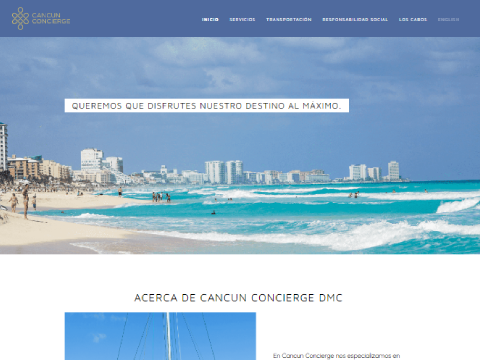 CANCUN
CONCIERGE
INICIO SERVICIOS TRANSPORTACIÓN RESPONSABILIDAD SOCIAL LOS CABOS ENGLISH
QUEREMOS QUE DISFRUTES NUESTRO DESTINO AL MÁXIMO.
ACERCA DE CANCUN CONCIERGE DMC
En Cancun Concierge nos especializamos en